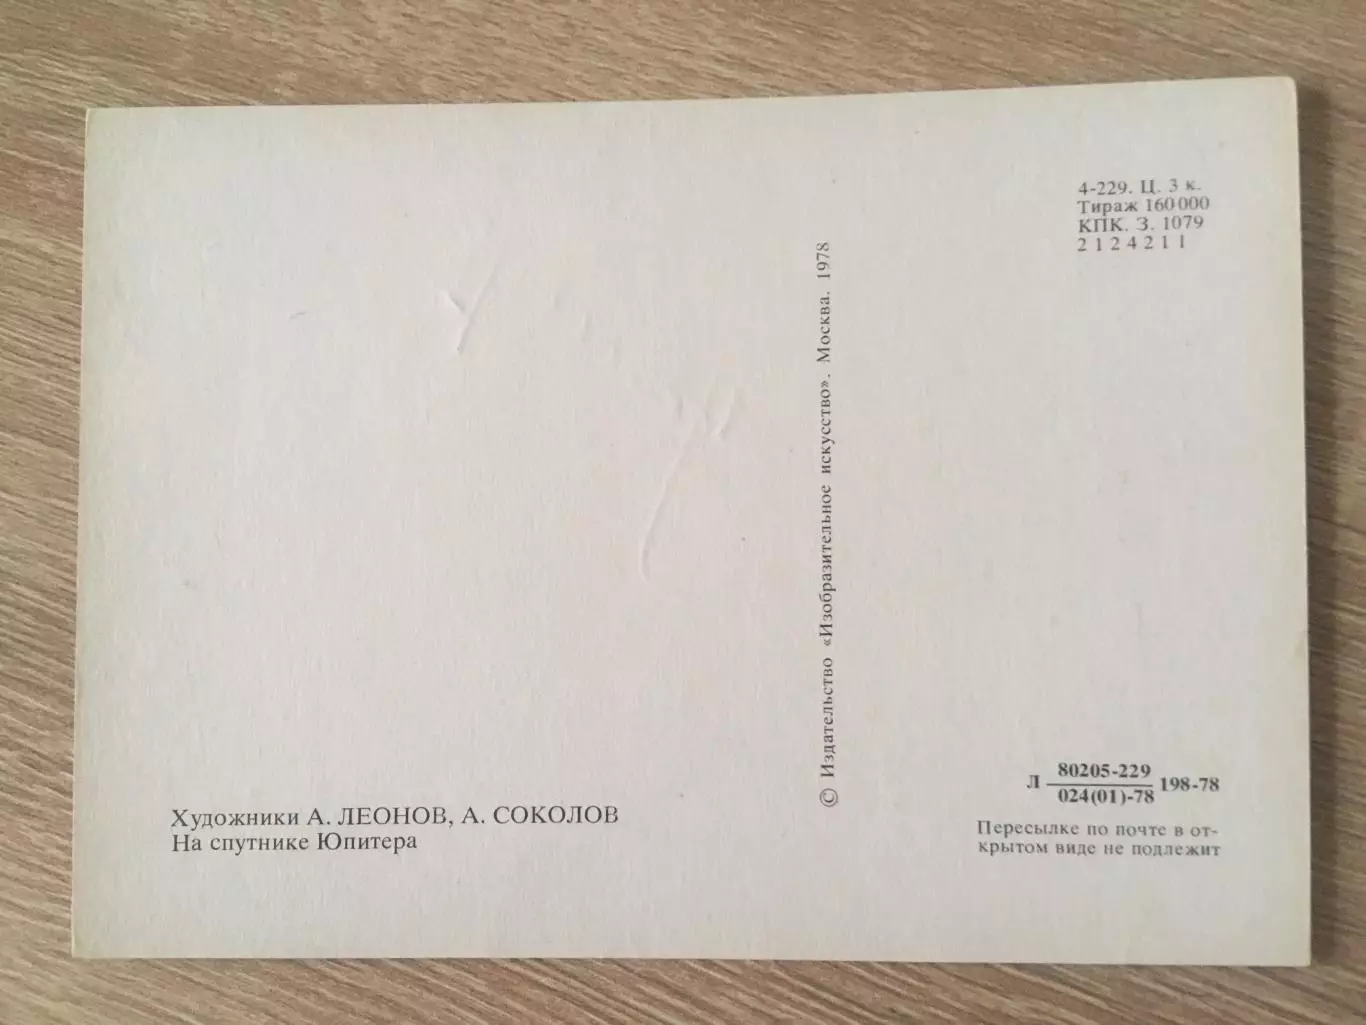 4-229. Ц. 3 к.
Тираж 160 000
КПК. З. 1079
2 1 2 4 2 1 1
© Издательство «Изобразительное искусство». Москва. 1978
Художники А. ЛЕОНОВ, А. СОКОЛОВ
На спутнике Юпитера
Л 80205-229 198-78
024(01)-78
Пересылке по почте в от-
крытом виде не подлежит